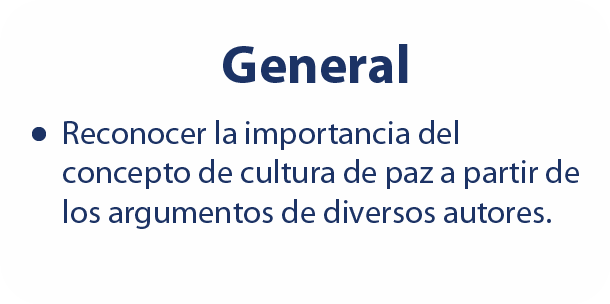 General
• Reconocer la importancia del
concepto de cultura de paz a partir de
los argumentos de diversos autores.